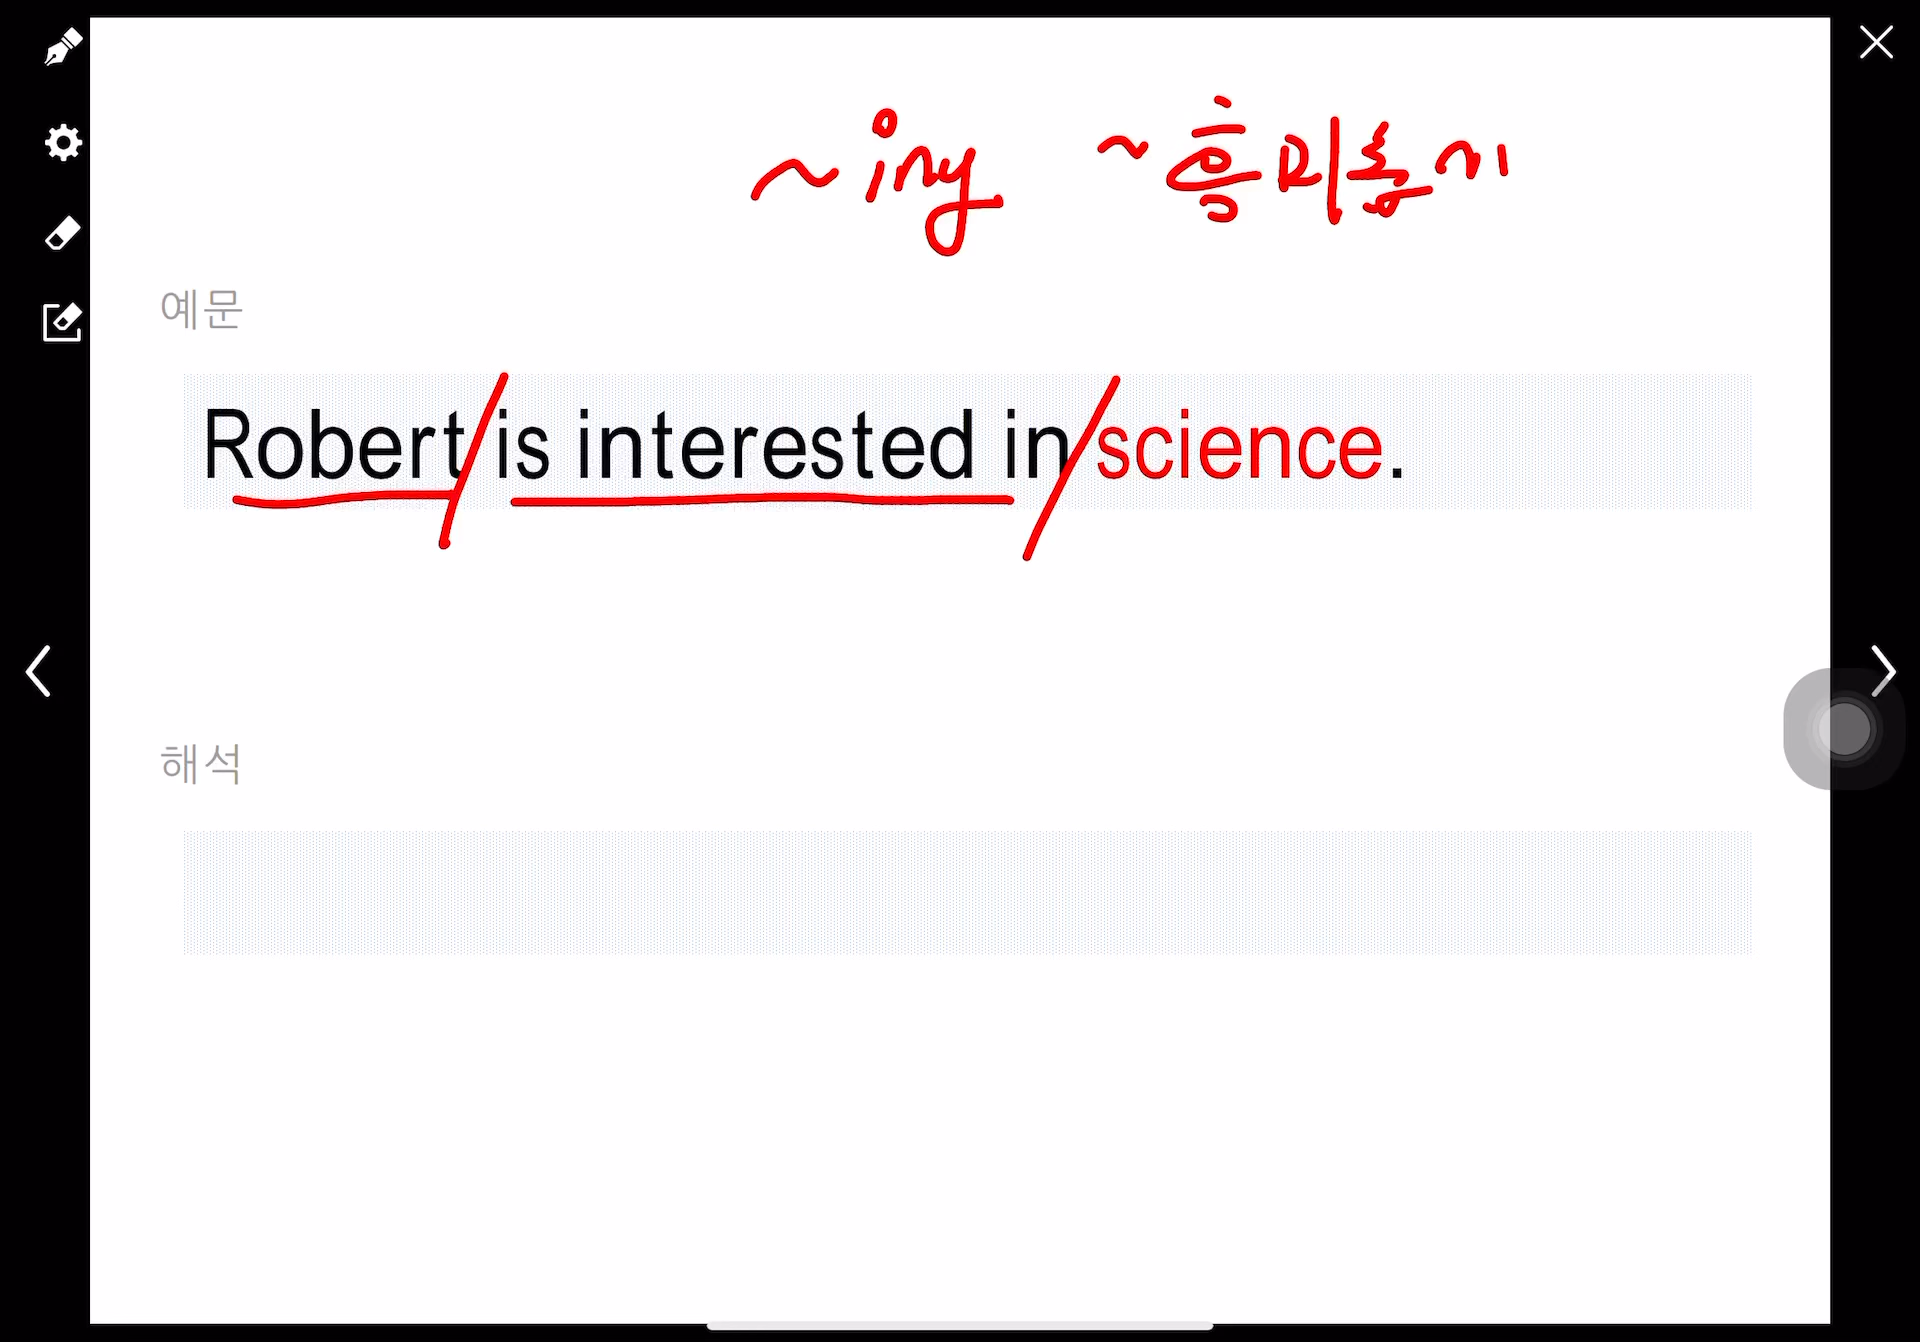 ~ing ~흥미롭게
예문
Robert/is interested in/science.
해석